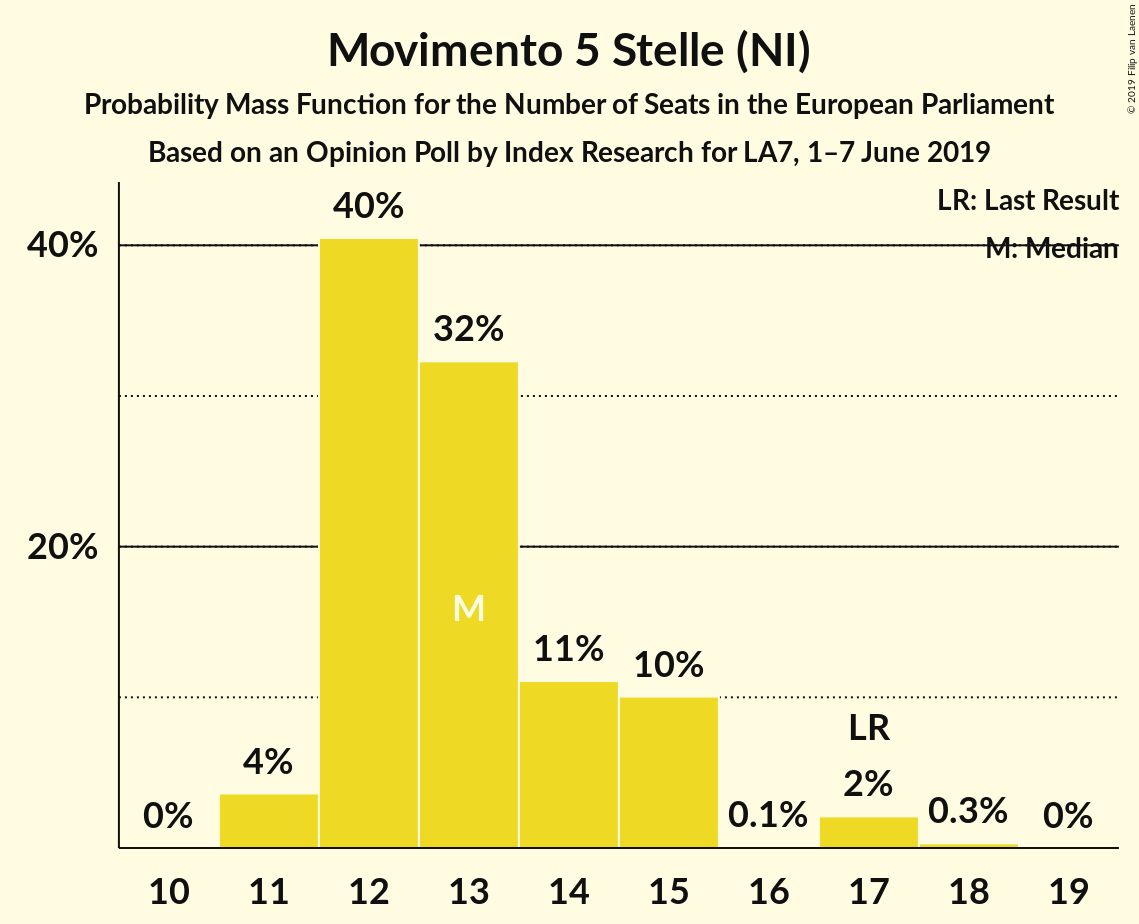 Movimento 5 Stelle (NI)
Probability Mass Function for the Number of Seats in the European Parliament
Based on an Opinion Poll by Index Research for LA7, 1–7 June 2019
© 2019 Filip van Laenen
LR: Last Result
M: Median
40%
20%
0%
4%
40%
32%
M
11%
10%
0.1%
LR
2%
0.3%
0%
10 11 12 13 14 15 16 17 18 19